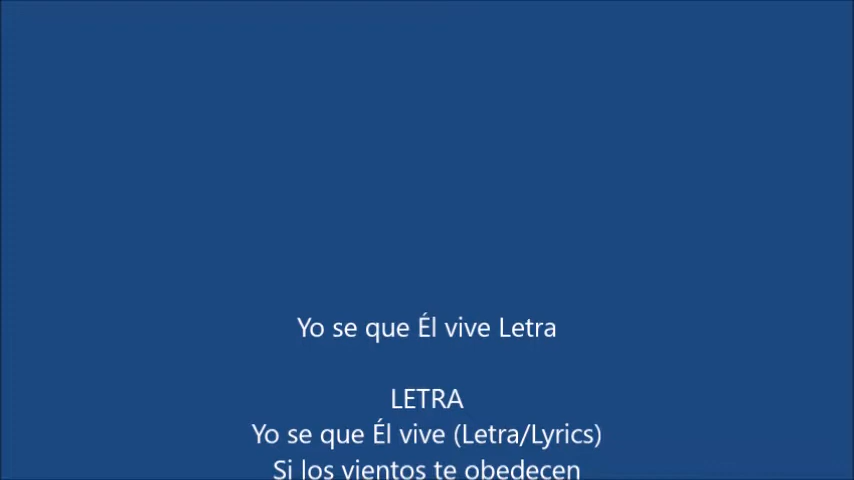 Yo se que Él vive Letra
LETRA
Yo se que Él vive (Letra/Lyrics)
Si los vientos te obedecen